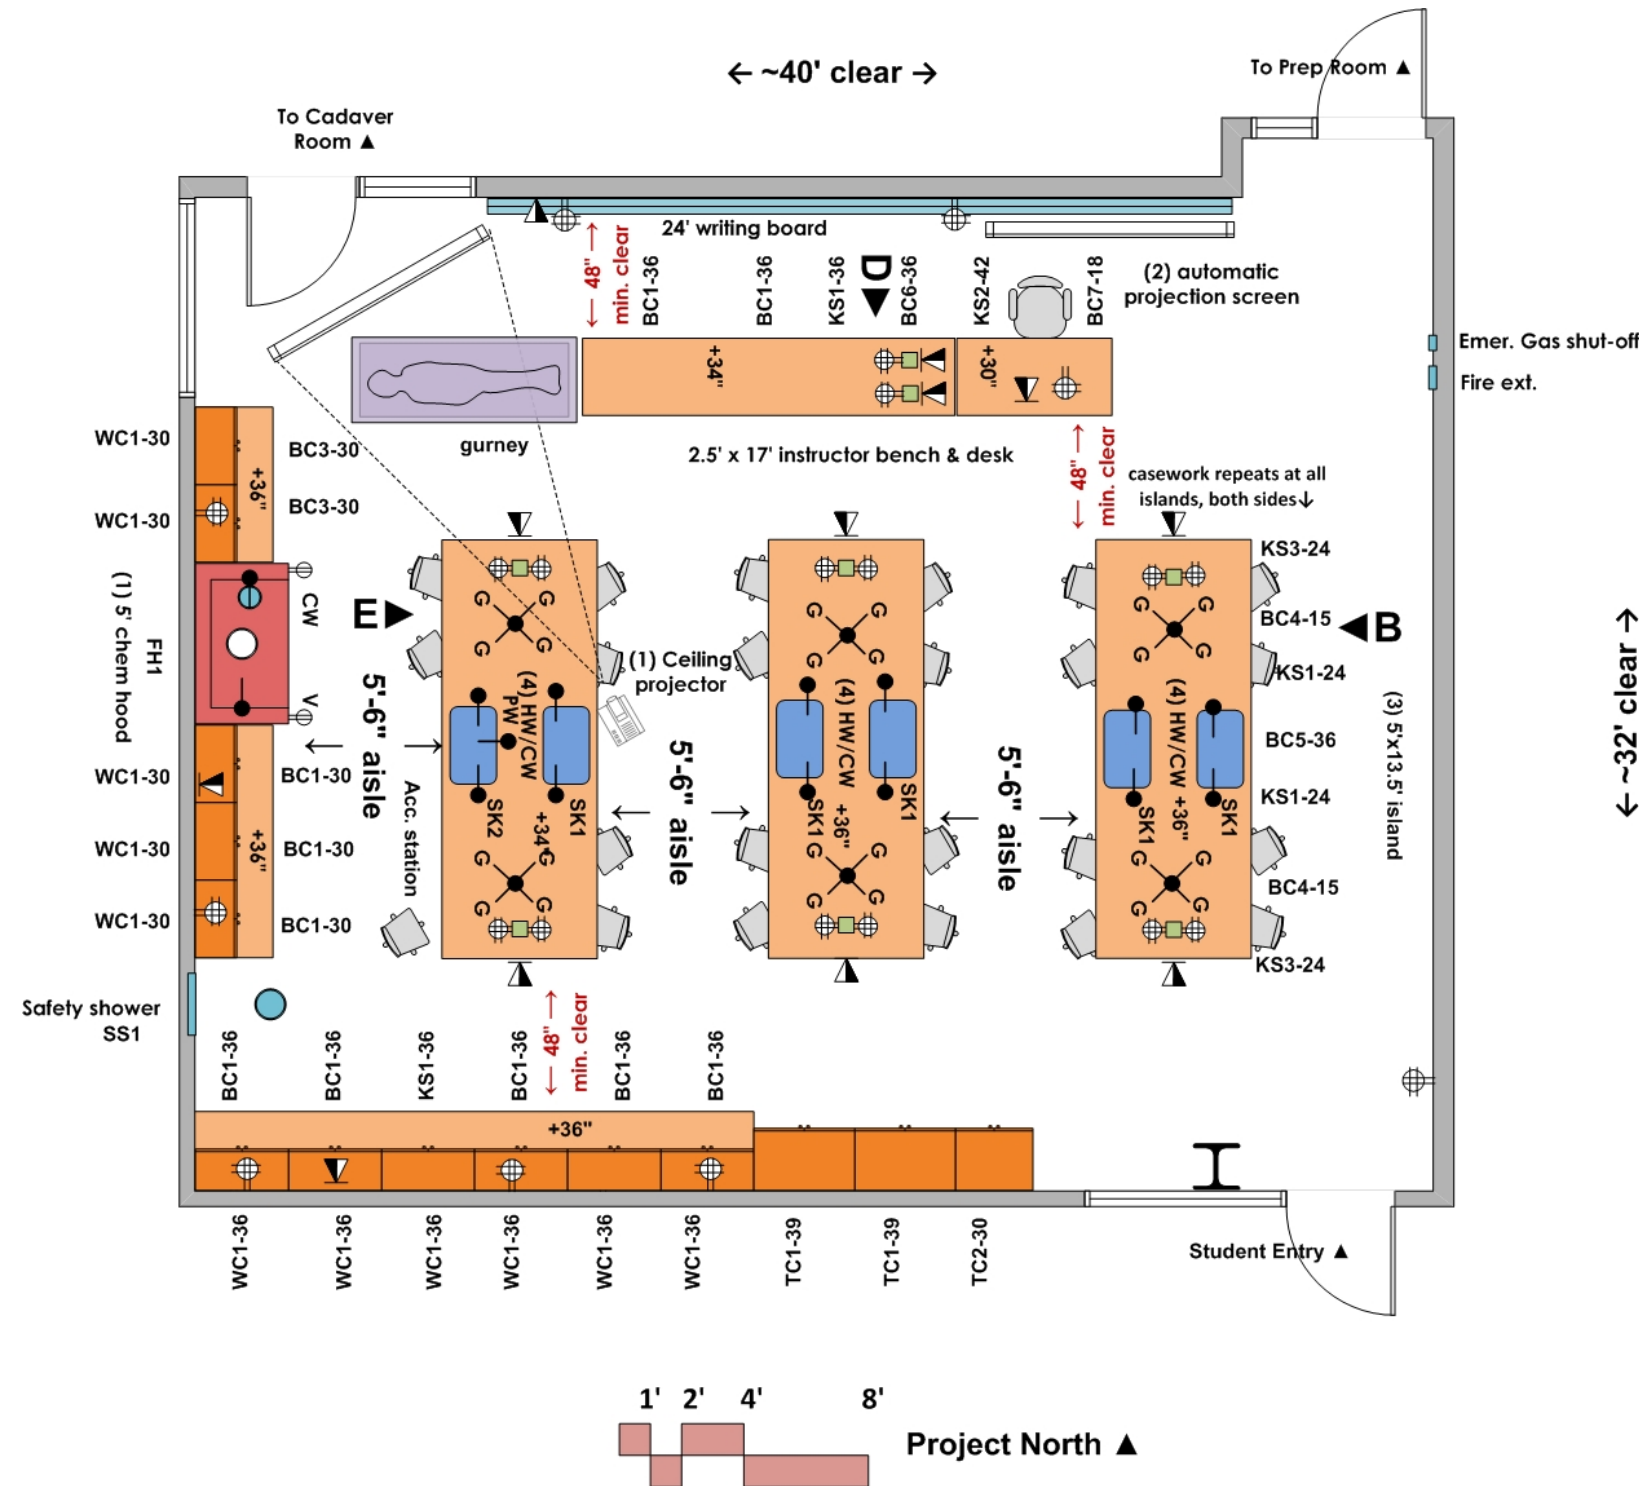 ← ~40' clear →
To Prep Room ▲
To Cadaver
Room ▲
24' writing board
← 48" →
min. clear
BC1-36
BC1-36
KS1-36
D
BC6-36
KS2-42
BC7-18
(2) automatic
projection screen
Emer. Gas shut-off
Fire ext.
+34"
+30"
gurney
2.5' x 17' instructor bench & desk
← 48" →
min. clear
casework repeats at all
islands, both sides↓
WC1-30
BC3-30
+36"
WC1-30
BC3-30
KS3-24
BC4-15
B
KS1-24
BC5-36
KS1-24
BC4-15
KS3-24
(1) 5' chem hood
FH1
CW
V
E
G
G
G
G
G
G
G
G
G
G
G
G
(1) Ceiling
projector
(4) HW/CW
PW
(4) HW/CW
(4) HW/CW
(3) 5'x13.5' island
← ~32' clear →
5'-6" aisle
5'-6" aisle
5'-6" aisle
WC1-30
BC1-30
WC1-30
BC1-30
WC1-30
BC1-30
+36"
Acc. station
SK2
+34"
SK1
SK1
+36"
SK1
SK1
+36"
SK1
G
G
G
G
G
G
G
G
G
G
G
G
Safety shower
SS1
← 48" →
min. clear
BC1-36
BC1-36
KS1-36
BC1-36
BC1-36
BC1-36
+36"
WC1-36
WC1-36
WC1-36
WC1-36
WC1-36
WC1-36
TC1-39
TC1-39
TC2-30
Student Entry ▲
1' 2' 4' 8'
Project North ▲